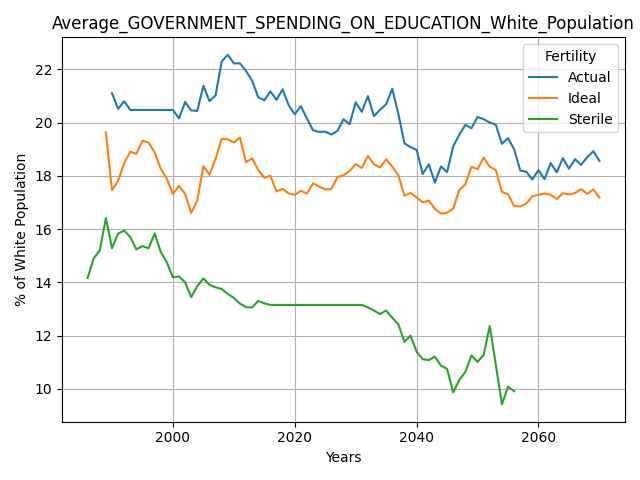 Average_GOVERNMENT_SPENDING_ON_EDUCATION_White_Population
Fertility
Actual
Ideal
Sterile
% of White Population
22
20
18
16
14
12
10
2000 2020 2040 2060
Years